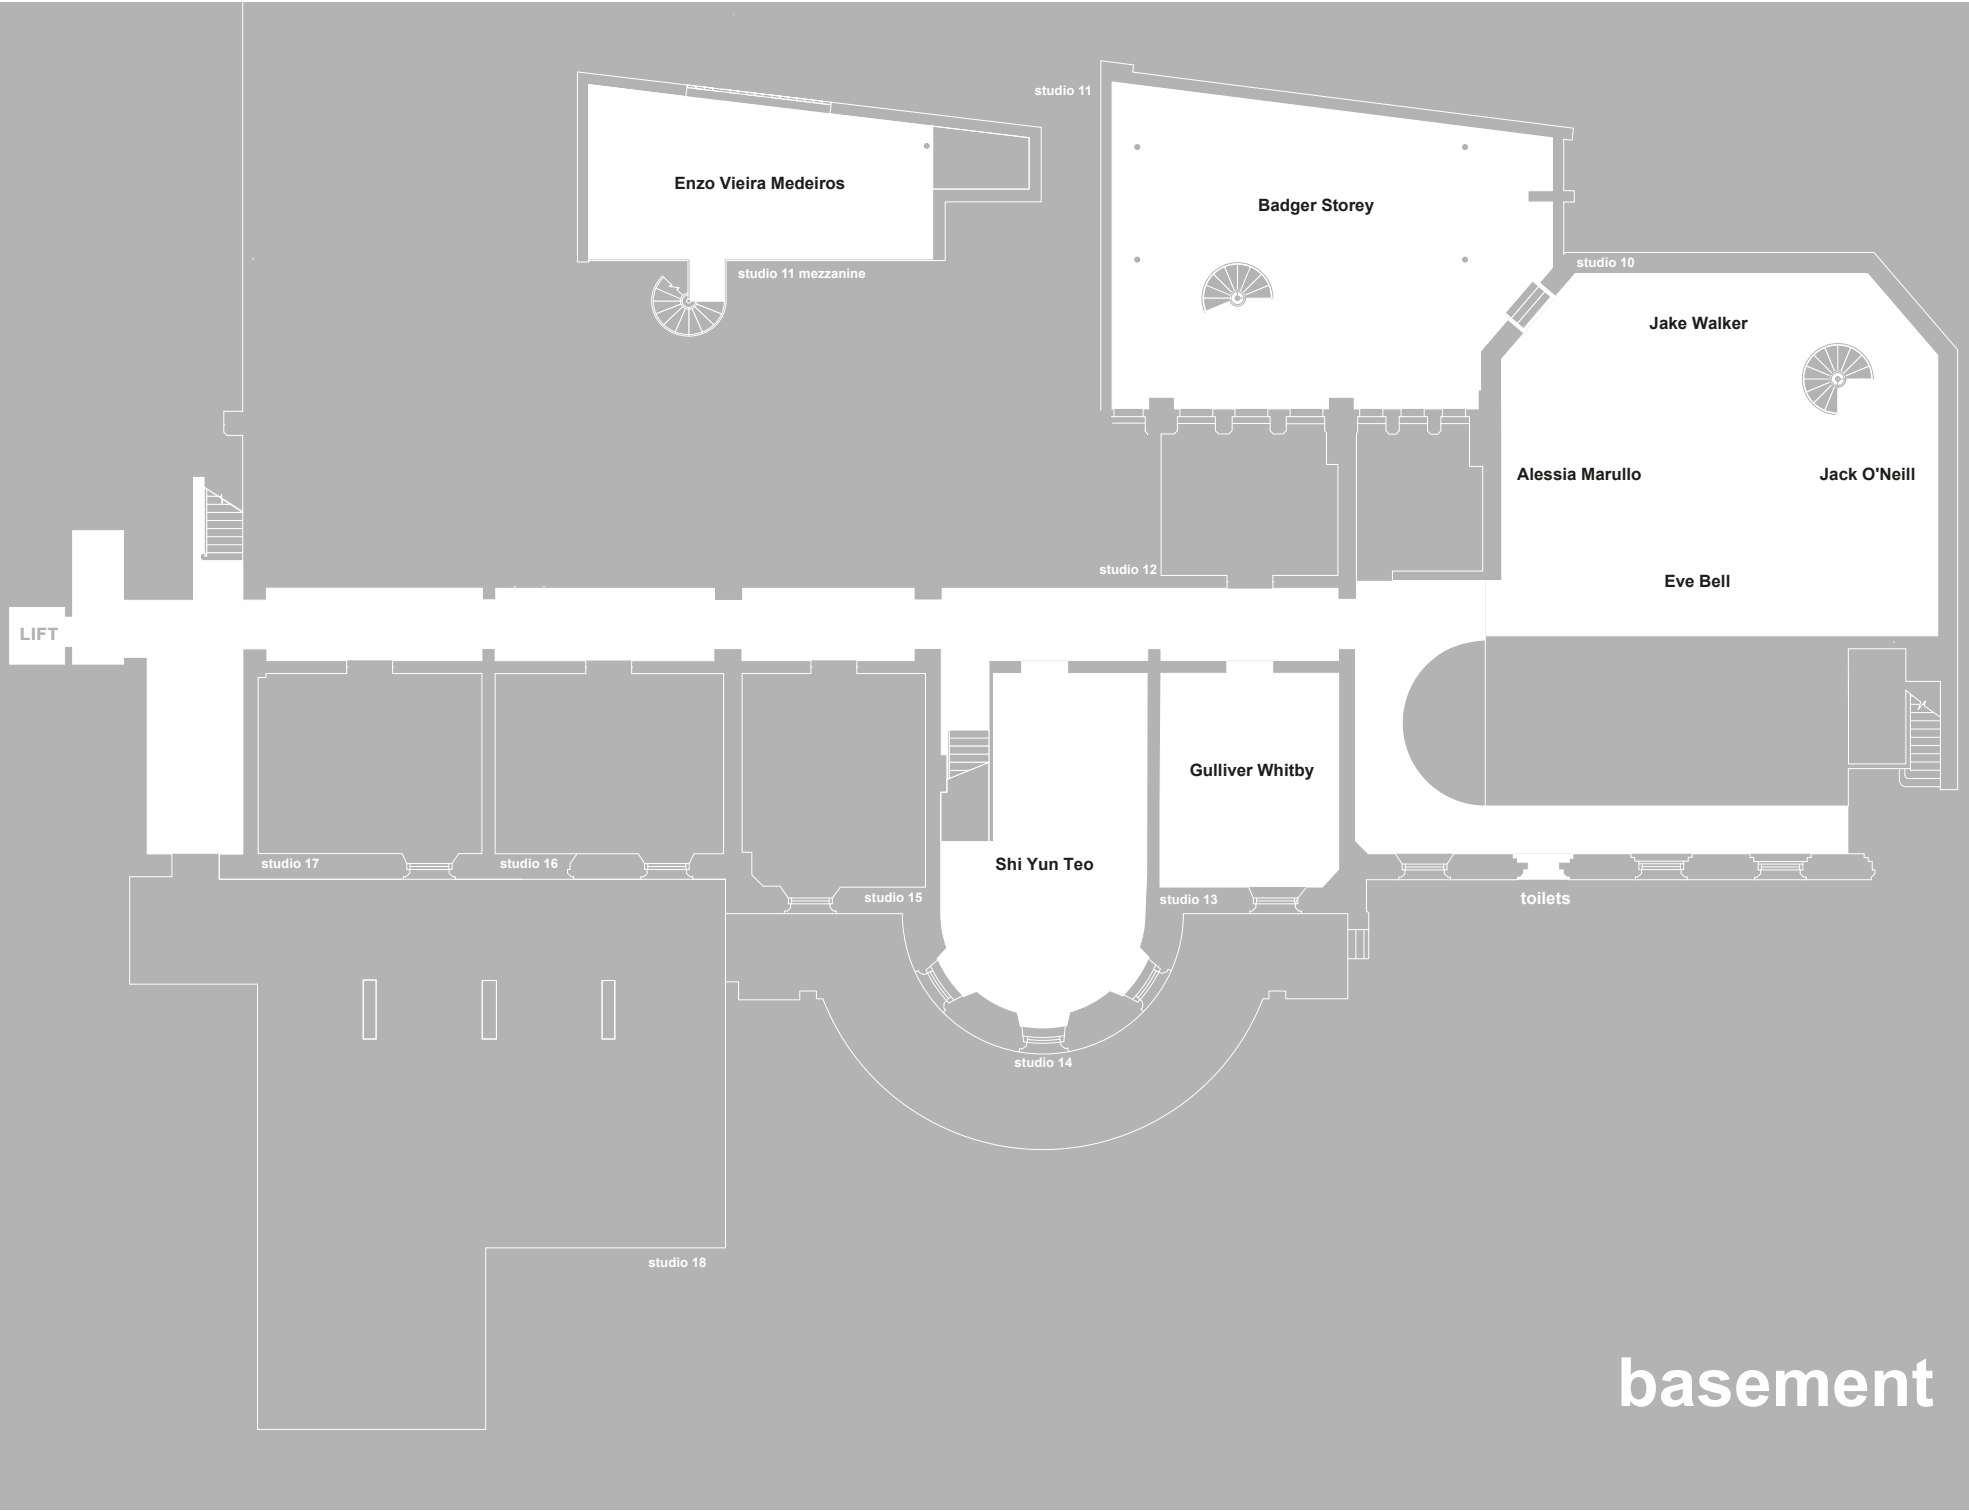 studio 11
Enzo Vieira Medeiros
Badger Storey
studio 11 mezzanine
studio 10
Jake Walker
Alessia Marullo
Jack O'Neill
studio 12
Eve Bell
LIFT
Gulliver Whitby
studio 17
studio 16
Shi Yun Teo
studio 15
studio 13
toilets
studio 14
studio 18
basement